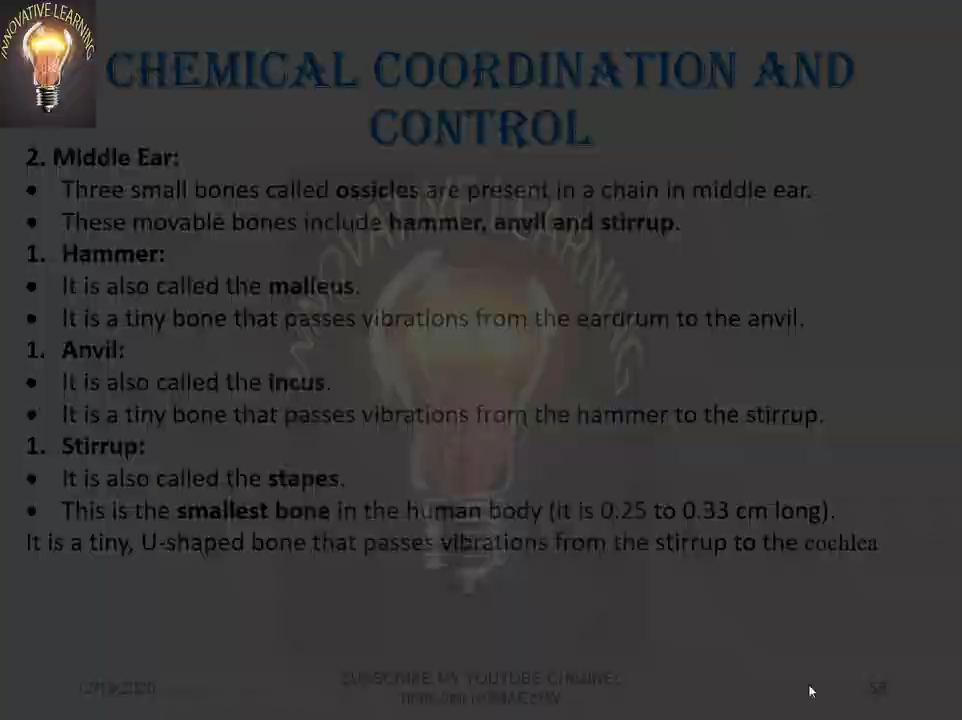 INNOVATIVE LEARNING
CHEMICAL COORDINATION AND
CONTROL
2. Middle Ear:
• Three small bones called ossicles are present in a chain in middle ear.
• These movable bones include hammer, anvil and stirrup.
1. Hammer:
• It is also called the malleus.
• It is a tiny bone that passes vibrations from the eardrum to the anvil.
1. Anvil:
• It is also called the incus.
• It is a tiny bone that passes vibrations from the hammer to the stirrup.
1. Stirrup:
• It is also called the stapes.
• This is the smallest bone in the human body (it is 0.25 to 0.33 cm long).
It is a tiny, U-shaped bone that passes vibrations from the stirrup to the cochlea
INNOVATIVE LEARNING
SUBSCRIBE MY YOUTUBE CHANNEL